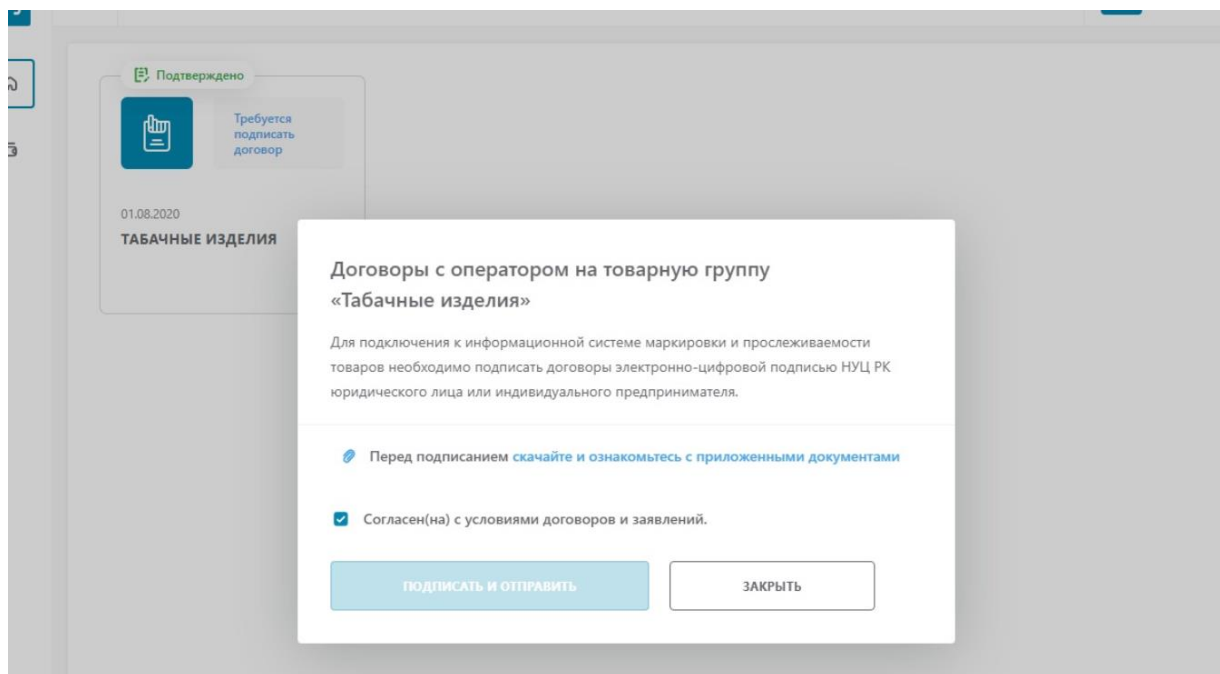 Подтверждено
Требуется
подписать
договор
01.08.2020
ТАБАЧНЫЕ ИЗДЕЛИЯ
Договоры с оператором на товарную группу
«Табачные изделия»
Для подключения к информационной системе маркировки и прослеживаемости
товаров необходимо подписать договоры электронно-цифровой подписью НУЦ РК
юридического лица или индивидуального предпринимателя.
Перед подписанием скачайте и ознакомьтесь с приложенными документами
Согласен(на) с условиями договоров и заявлений.
ПОДПИСАТЬ И ОТПРАВИТЬ
ЗАКРЫТЬ